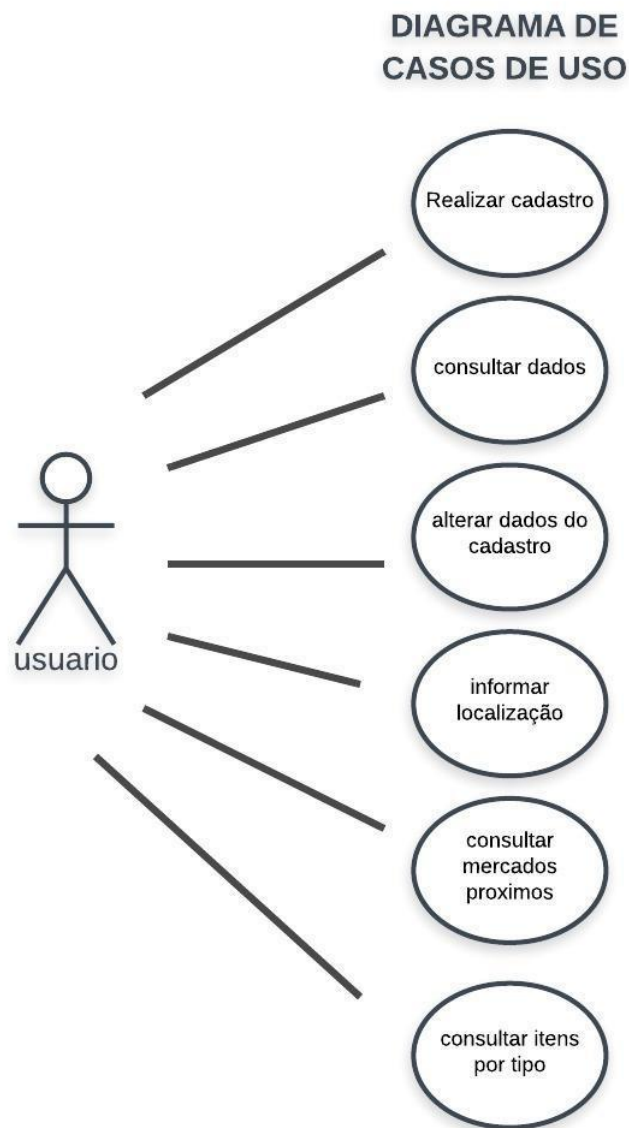 DIAGRAMA DE
CASOS DE USO
Realizar cadastro
consultar dados
alterar dados do
cadastro
usuario
informar
localização
consultar
mercados
proximos
consultar itens
por tipo